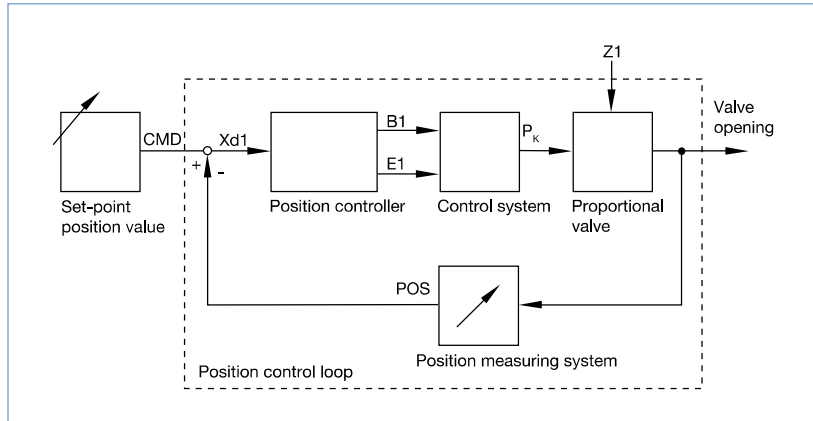 Z1
Valve
opening
CMD
Xd1
B1
E1
P_K
+
-
Set-point
position value
Position controller
Control system
Proportional
valve
POS
Position measuring system
Position control loop